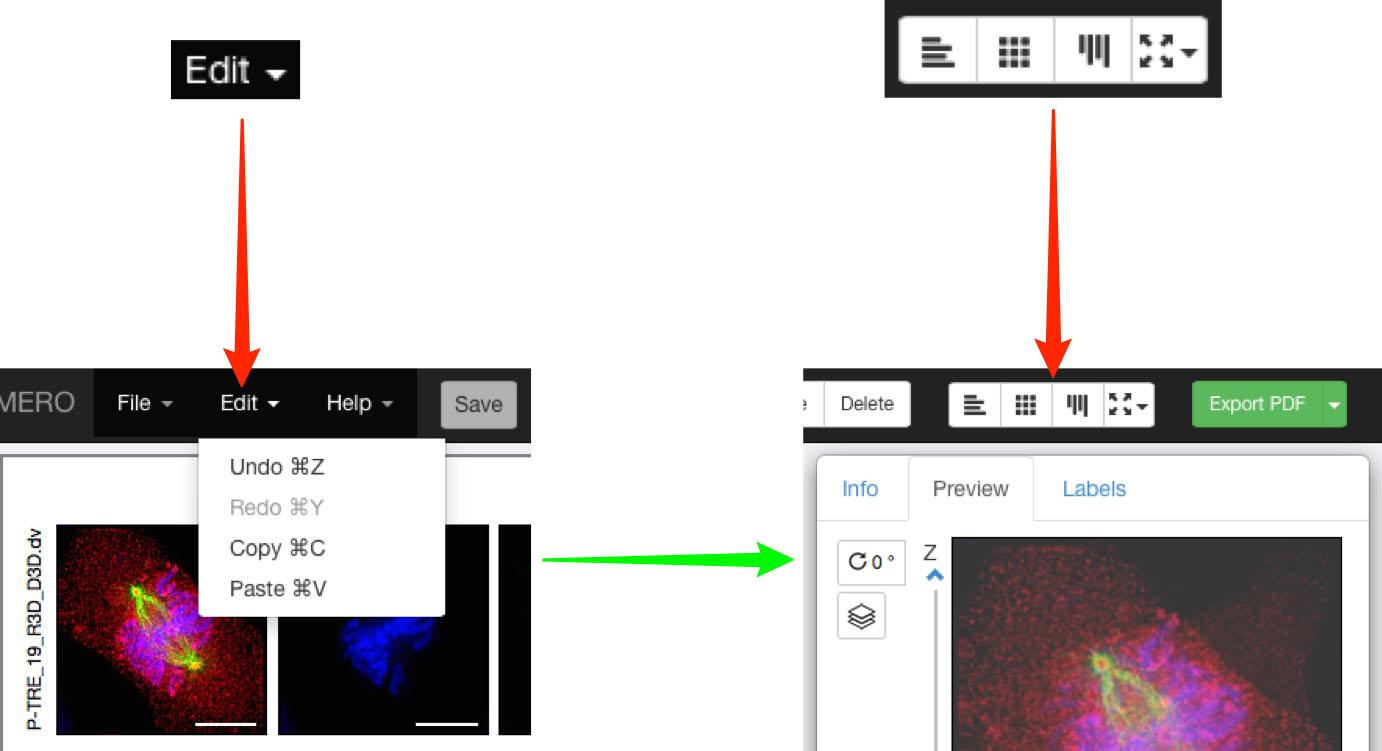 Edit
MERO File Edit Help Save
Undo ⌘Z
Redo ⌘Y
Copy ⌘C
Paste ⌘V
P-TRE_19_R3D_D3D.dv
e Delete Export PDF
Info Preview Labels
0 °
Z